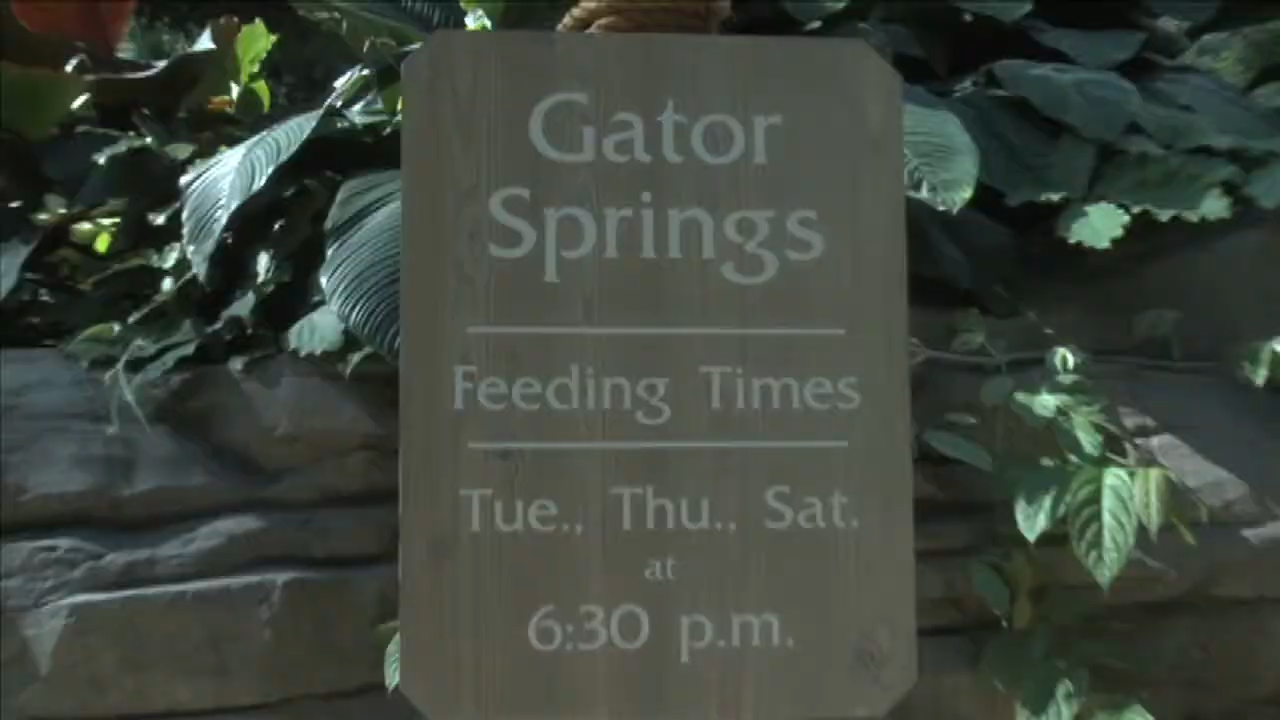 Gator
Springs
Feeding Times
Tue., Thu., Sat.
at
6:30 p.m.